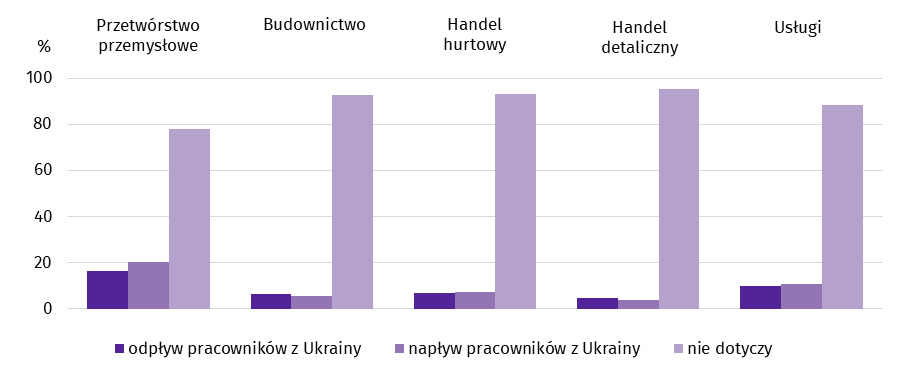 Przetwórstwo
przemysłowe
Budownictwo
Handel
hurtowy
Handel
detaliczny
Usługi
%
100
80
60
40
20
0
odpływ pracowników z Ukrainy
napływ pracowników z Ukrainy
nie dotyczy